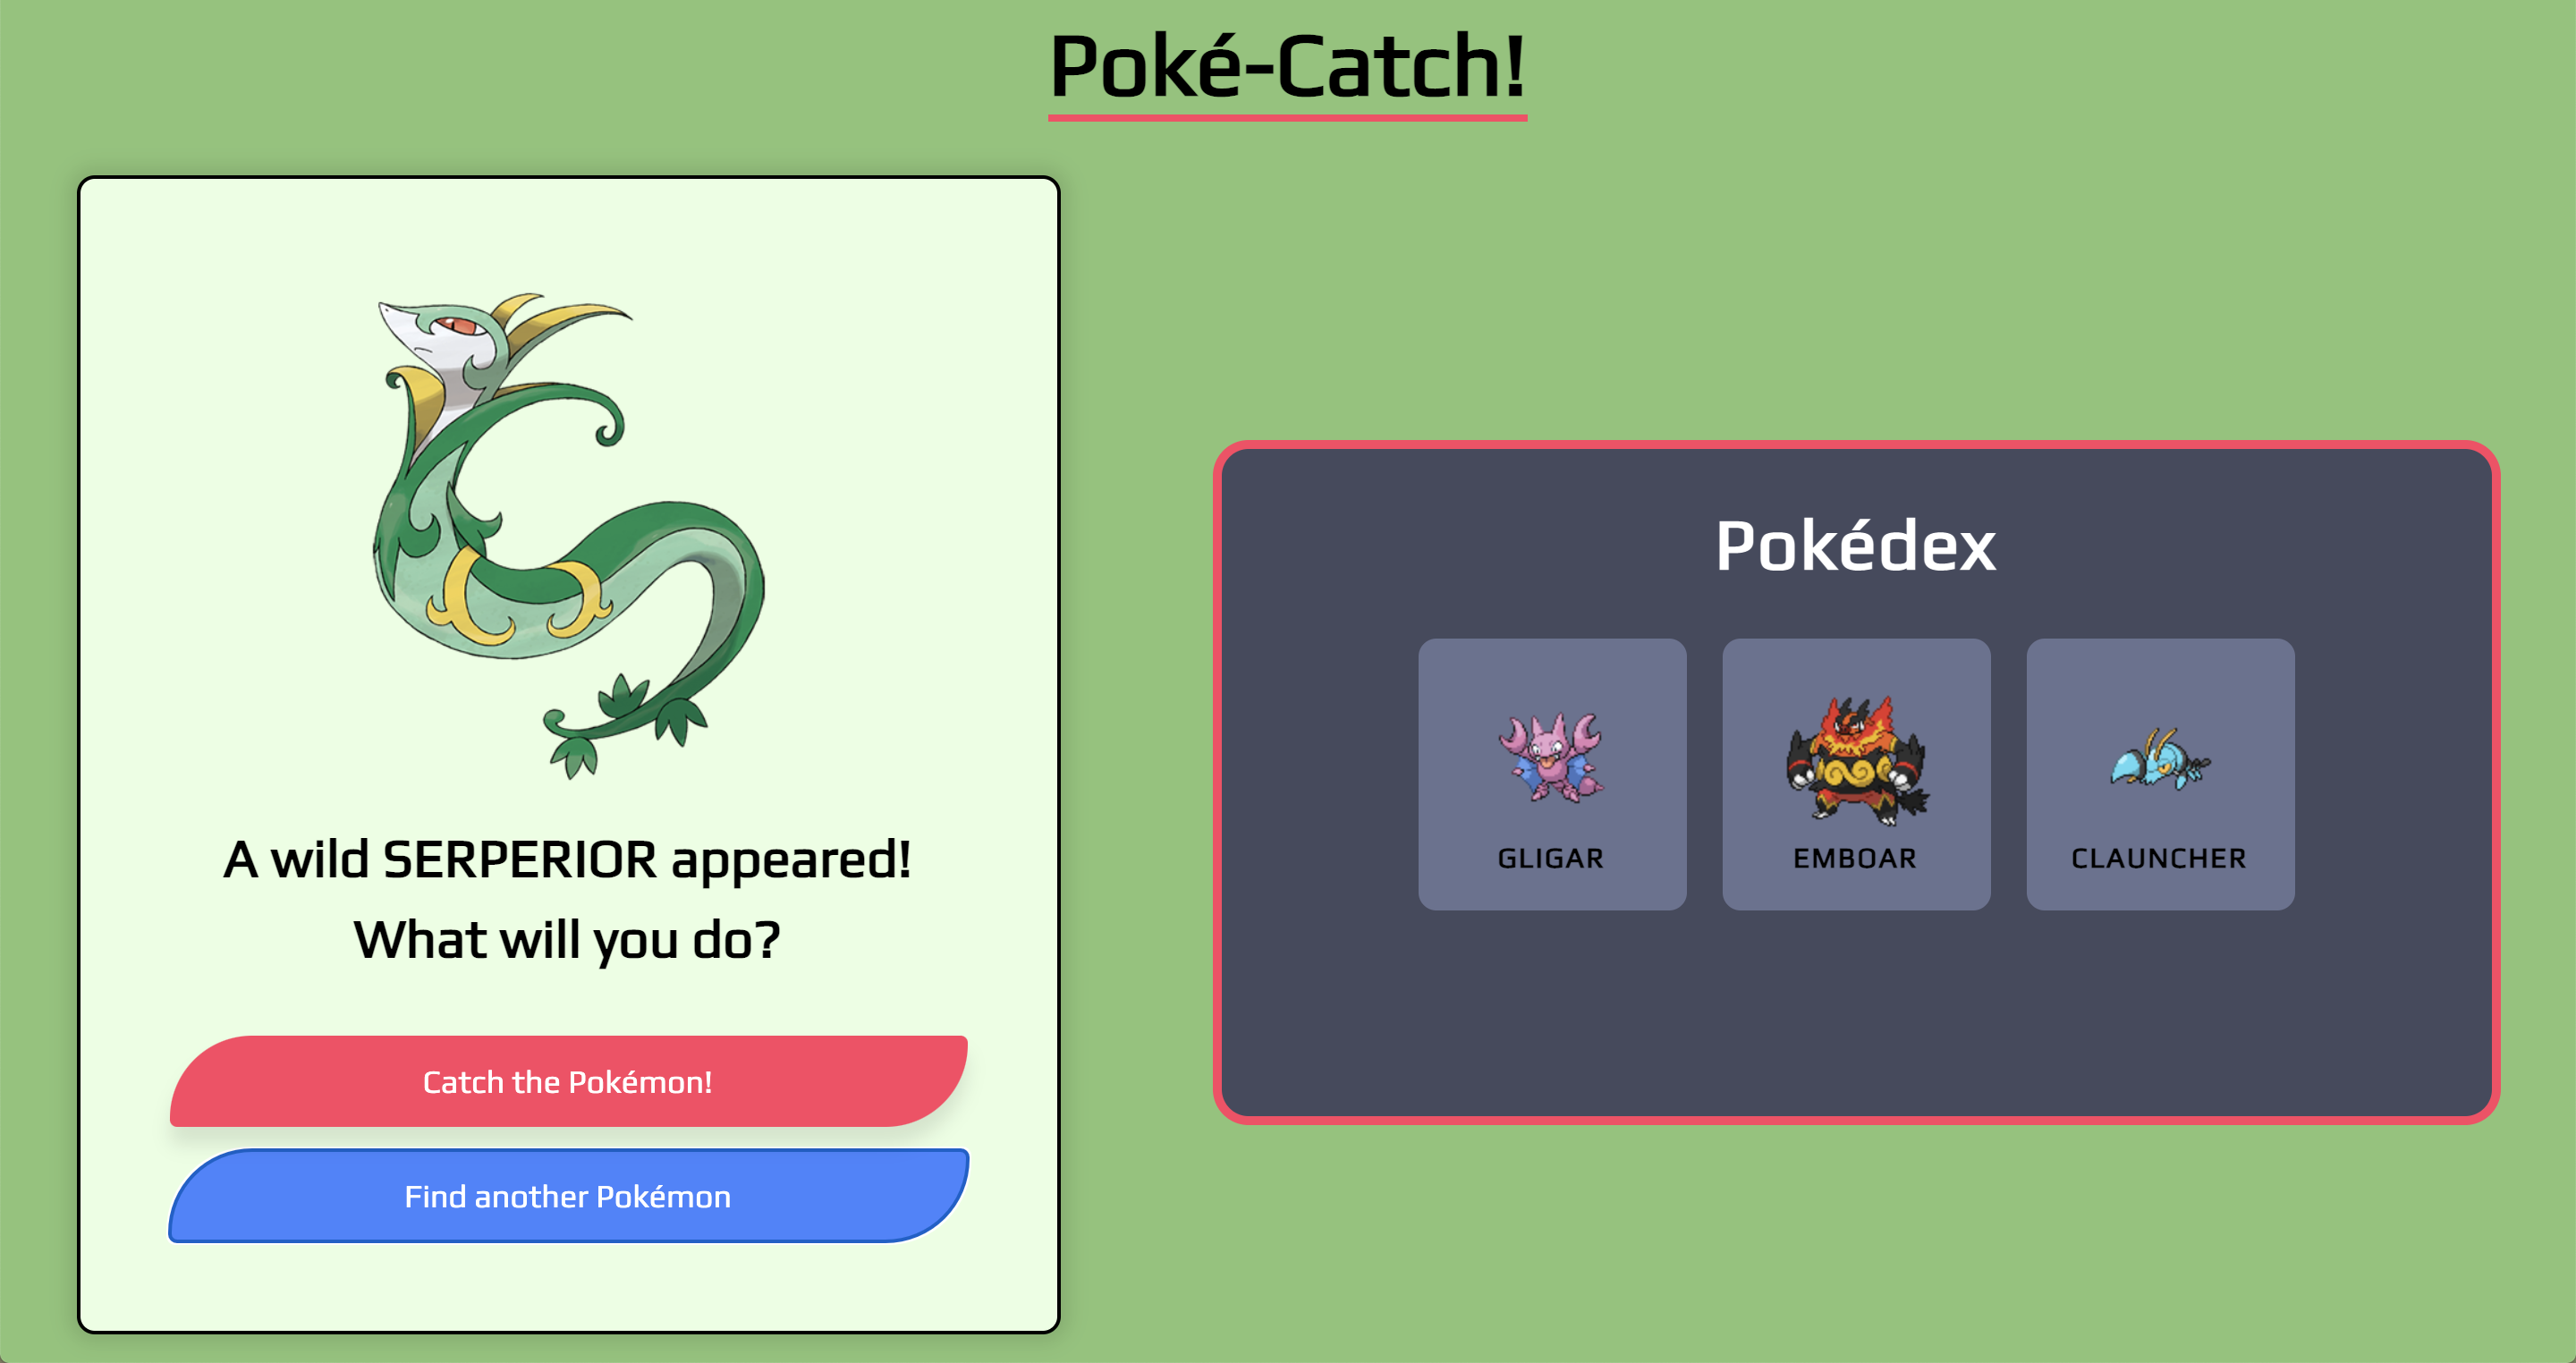 Poké-Catch!
A wild SERPERIOR appeared!
What will you do?
Catch the Pokémon!
Find another Pokémon
Pokédex
GLIGAR
EMBOAR
CLAUNCHER